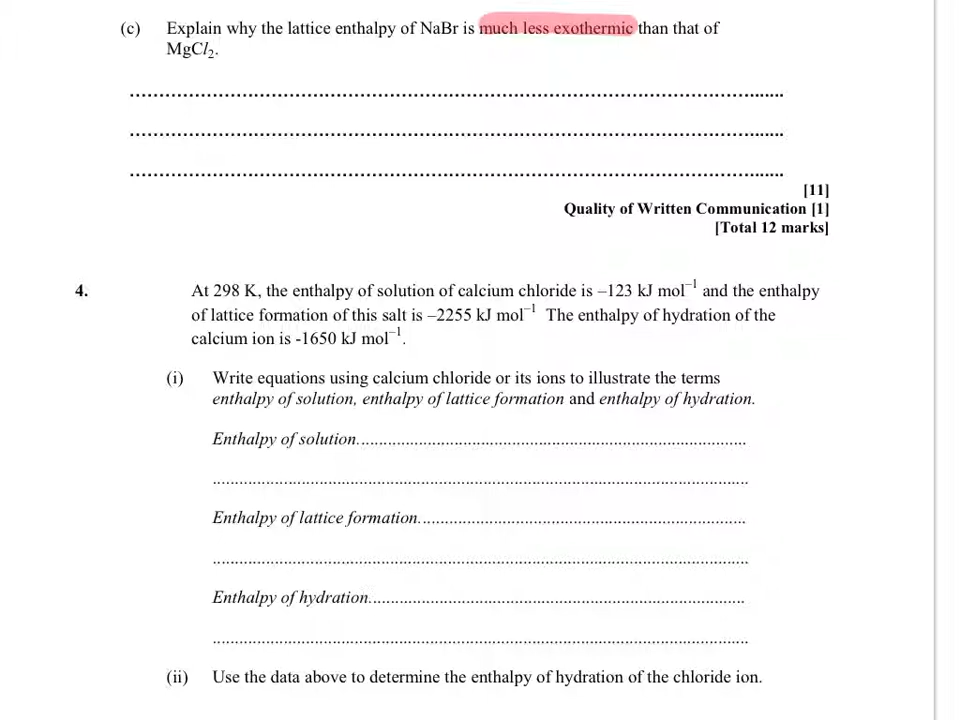 (c) Explain why the lattice enthalpy of NaBr is much less exothermic than that of
MgCl₂.
[11]
Quality of Written Communication [1]
[Total 12 marks]
4. At 298 K, the enthalpy of solution of calcium chloride is –123 kJ mol⁻¹ and the enthalpy
of lattice formation of this salt is –2255 kJ mol⁻¹ The enthalpy of hydration of the
calcium ion is -1650 kJ mol⁻¹.
(i) Write equations using calcium chloride or its ions to illustrate the terms
enthalpy of solution, enthalpy of lattice formation and enthalpy of hydration.
Enthalpy of solution
Enthalpy of lattice formation
Enthalpy of hydration
(ii) Use the data above to determine the enthalpy of hydration of the chloride ion.